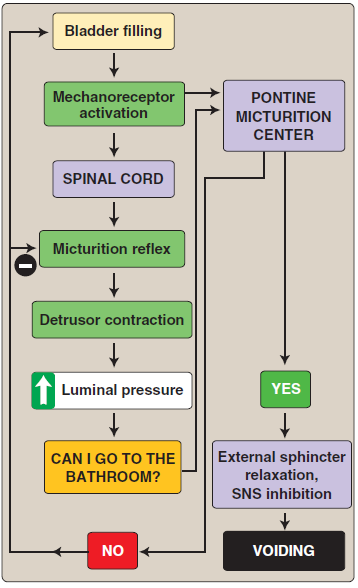 Bladder filling
Mechanoreceptor
activation
PONTINE
MICTURITION
CENTER
SPINAL CORD
Micturition reflex
Detrusor contraction
Luminal pressure
CAN I GO TO THE
BATHROOM?
YES
External sphincter
relaxation,
SNS inhibition
NO
VOIDING